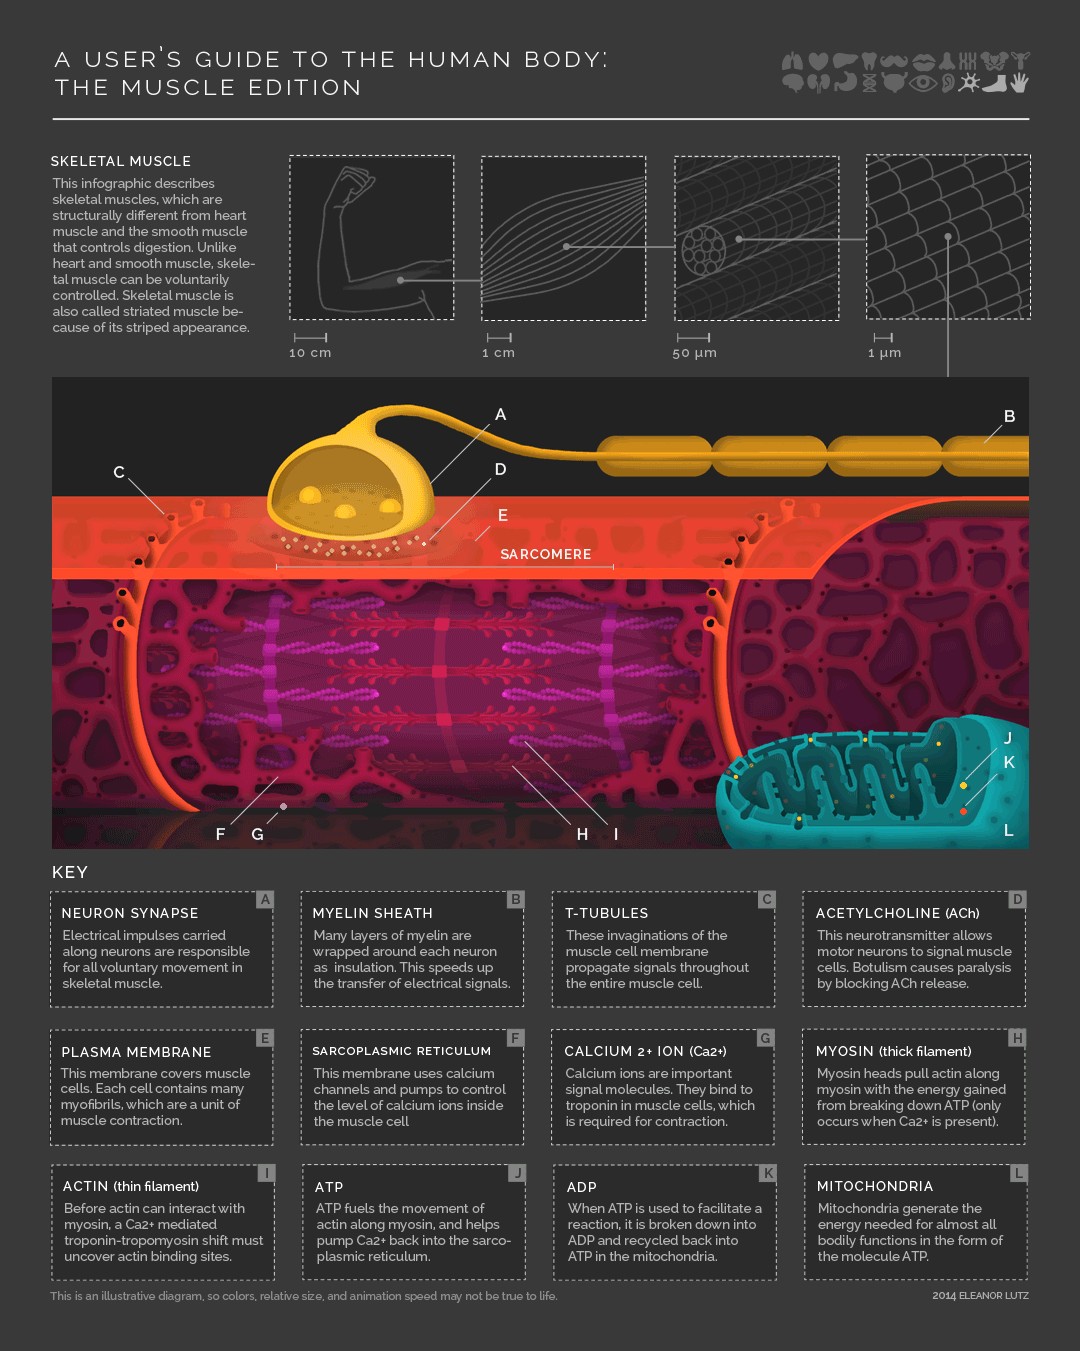 A USER'S GUIDE TO THE HUMAN BODY:
THE MUSCLE EDITION
SKELETAL MUSCLE
This infographic describes
skeletal muscles, which are
structurally different from heart
muscle and the smooth muscle
that controls digestion. Unlike
heart and smooth muscle, skele-
tal muscle can be voluntarily
controlled. Skeletal muscle is
also called striated muscle be-
cause of its striped appearance.
10 cm
1 cm
50 µm
1 µm
A
B
C
D
E
SARCOMERE
F
G
H
I
J
K
L
KEY
A
NEURON SYNAPSE
Electrical impulses carried
along neurons are responsible
for all voluntary movement in
skeletal muscle.
B
MYELIN SHEATH
Many layers of myelin are
wrapped around each neuron
as insulation. This speeds up
the transfer of electrical signals.
C
T-TUBULES
These invaginations of the
muscle cell membrane
propagate signals throughout
the entire muscle cell.
D
ACETYLCHOLINE (ACh)
This neurotransmitter allows
motor neurons to signal muscle
cells. Botulism causes paralysis
by blocking ACh release.
E
PLASMA MEMBRANE
This membrane covers muscle
cells. Each cell contains many
myofibrils, which are a unit of
muscle contraction.
F
SARCOPLASMIC RETICULUM
This membrane uses calcium
channels and pumps to control
the level of calcium ions inside
the muscle cell
G
CALCIUM 2+ ION (Ca2+)
Calcium ions are important
signal molecules. They bind to
troponin in muscle cells, which
is required for contraction.
H
MYOSIN (thick filament)
Myosin heads pull actin along
myosin with the energy gained
from breaking down ATP (only
occurs when Ca2+ is present).
I
ACTIN (thin filament)
Before actin can interact with
myosin, a Ca2+ mediated
troponin-tropomyosin shift must
uncover actin binding sites.
J
ATP
ATP fuels the movement of
actin along myosin, and helps
pump Ca2+ back into the sarco-
plasmic reticulum.
K
ADP
When ATP is used to facilitate a
reaction, it is broken down into
ADP and recycled back into
ATP in the mitochondria.
L
MITOCHONDRIA
Mitochondria generate the
energy needed for almost all
bodily functions in the form of
the molecule ATP.
This is an illustrative diagram, so colors, relative size, and animation speed may not be true to life.
2014 ELEANOR LUTZ